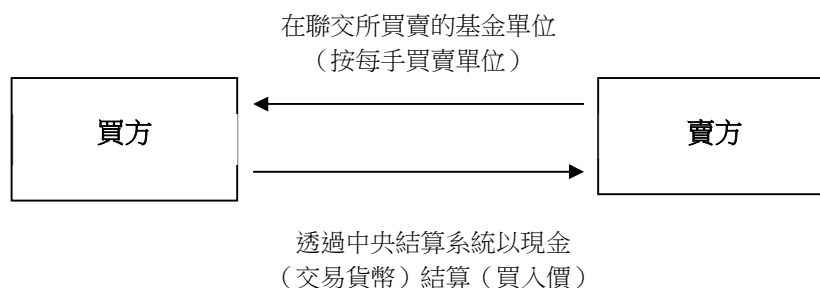 在聯交所買賣的基金單位
（按每手買賣單位）
買方
賣方
透過中央結算系統以現金
（交易貨幣）結算（買入價）